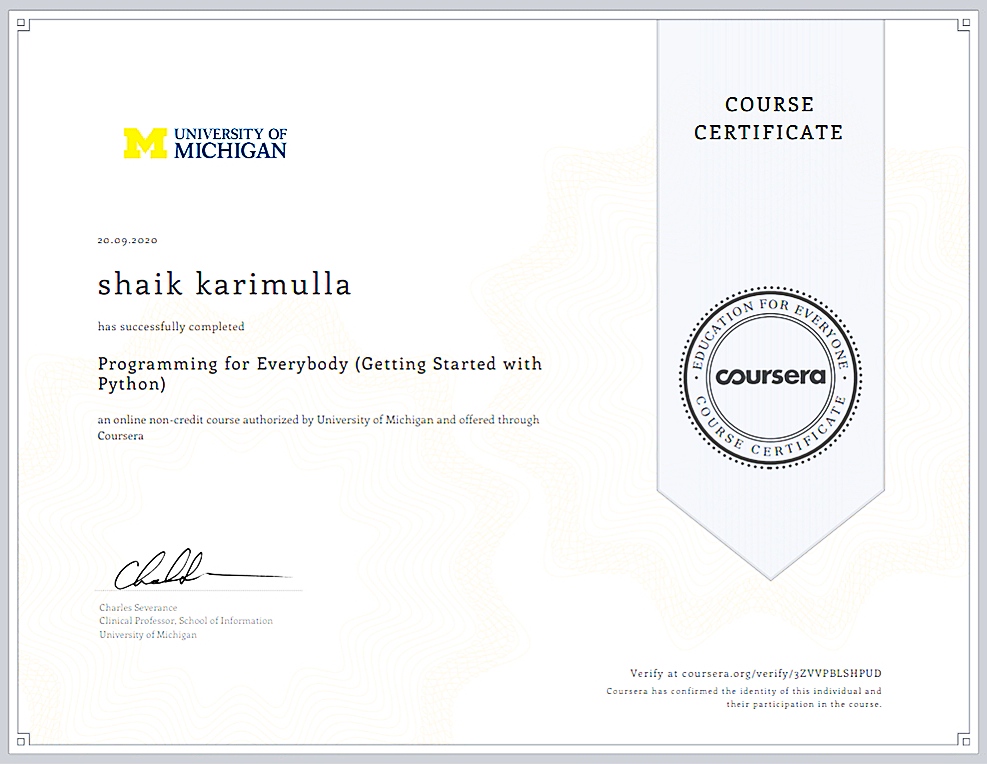 COURSE
CERTIFICATE
M UNIVERSITY OF
MICHIGAN
20.09.2020
shaik karimulla
has successfully completed
Programming for Everybody (Getting Started with
Python)
an online non-credit course authorized by University of Michigan and offered through
Coursera
EDUCATION FOR EVERYONE
coursera
COURSE CERTIFICATE
Charles Severance
Clinical Professor, School of Information
University of Michigan
Verify at coursera.org/verify/3ZVVPBLSHPUD
Coursera has confirmed the identity of this individual and
their participation in the course.